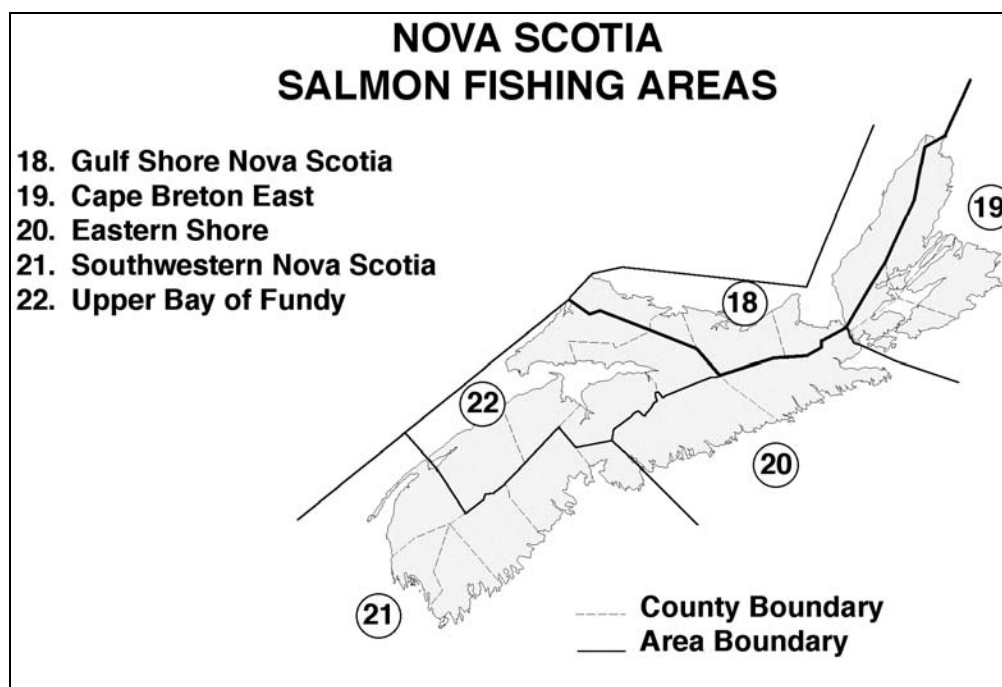 NOVA SCOTIA
SALMON FISHING AREAS
18. Gulf Shore Nova Scotia
19. Cape Breton East
20. Eastern Shore
21. Southwestern Nova Scotia
22. Upper Bay of Fundy
19
18
22
20
21
County Boundary
Area Boundary